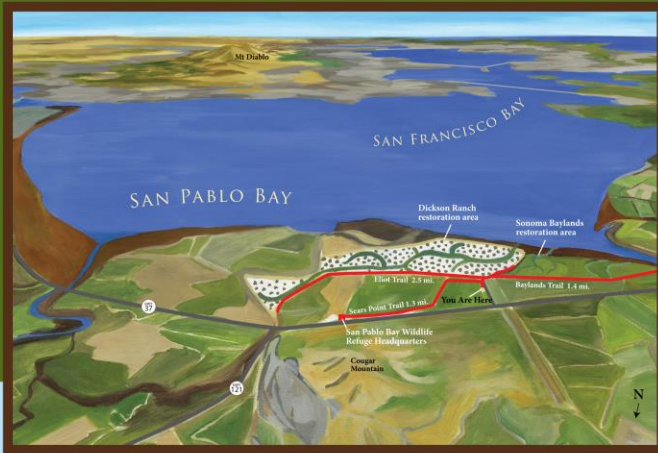 Mt Diablo
SAN FRANCISCO BAY
SAN PABLO BAY
Dickson Ranch
restoration area
Sonoma Baylands
restoration area
Eliot Trail 2.5 mi.
Baylands Trail 1.4 mi.
You Are Here
37
Sears Point Trail 1.3 mi.
San Pablo Bay Wildlife
Refuge Headquarters
Cougar
Mountain
121
N